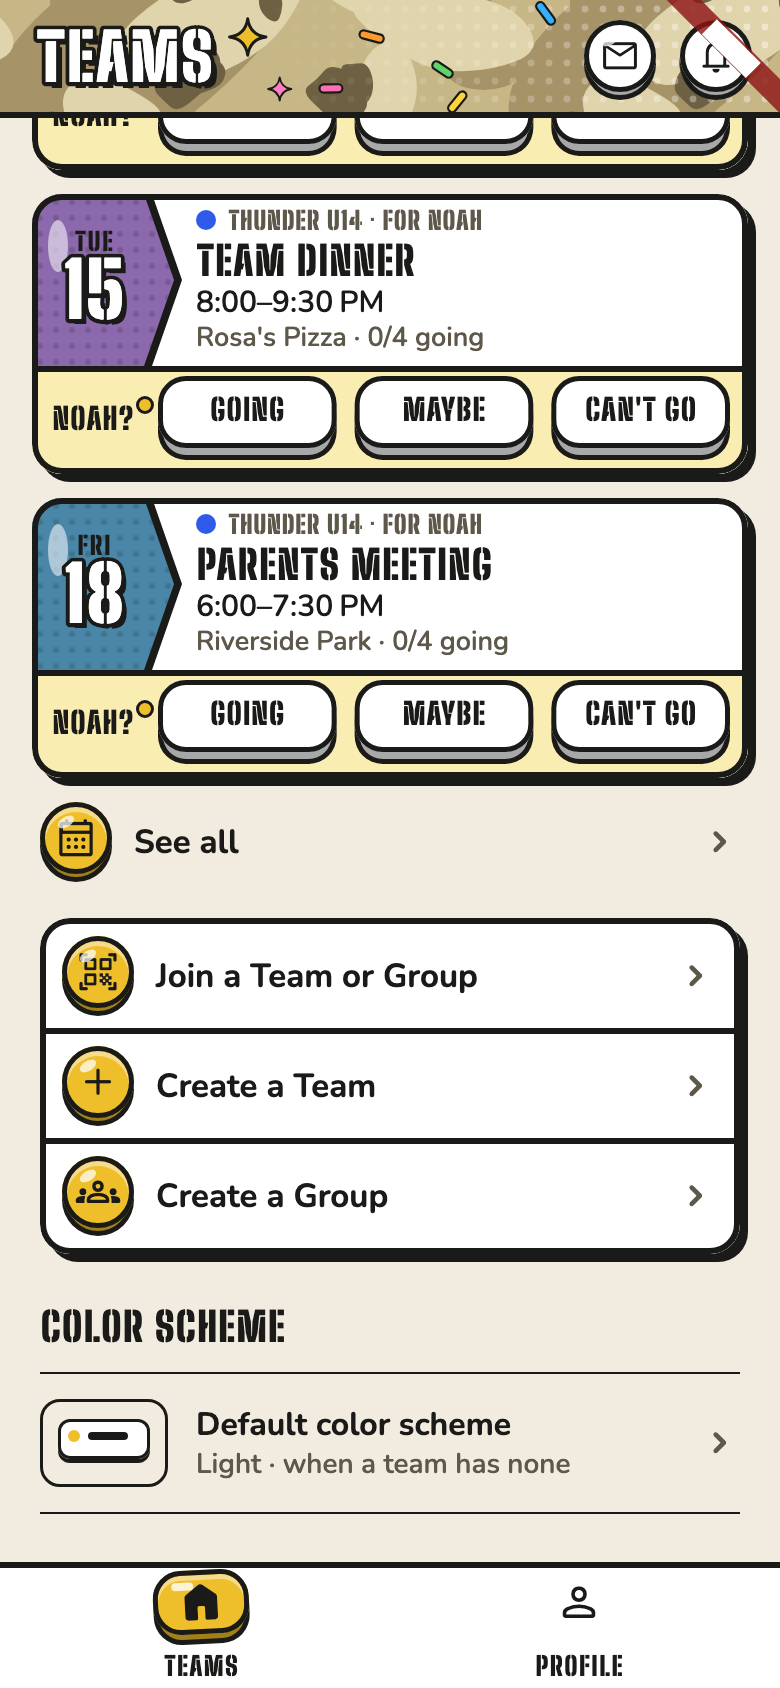 TEAMS
NOAH?
TUE
15
THUNDER U14 · FOR NOAH
TEAM DINNER
8:00–9:30 PM
Rosa's Pizza · 0/4 going
NOAH?
GOING
MAYBE
CAN'T GO
FRI
18
THUNDER U14 · FOR NOAH
PARENTS MEETING
6:00–7:30 PM
Riverside Park · 0/4 going
NOAH?
GOING
MAYBE
CAN'T GO
See all
Join a Team or Group
Create a Team
Create a Group
COLOR SCHEME
Default color scheme
Light · when a team has none
TEAMS
PROFILE